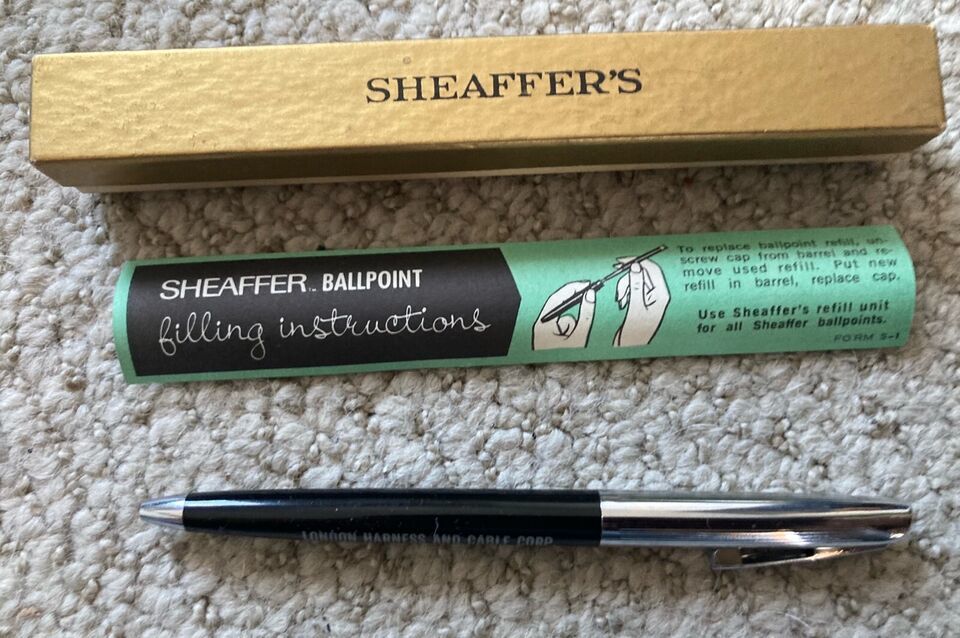 SHEAFFER'S
SHEAFFER™ BALLPOINT
filling instructions
To replace ballpoint refill, un-
screw cap from barrel and re-
move used refill. Put new
refill in barrel, replace cap.
Use Sheaffer's refill unit
for all Sheaffer ballpoints.
FORM S-1
LONDON HARNESS AND CABLE CORP